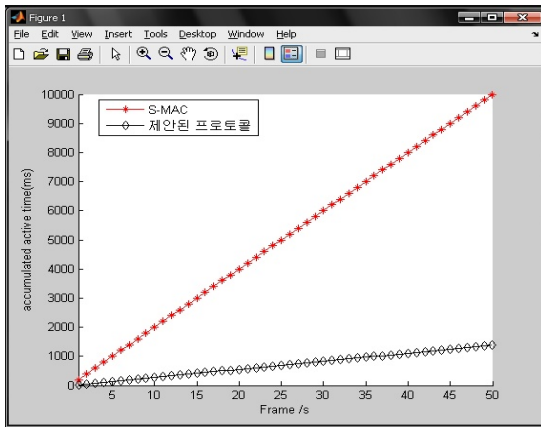 Figure 1
File Edit View Insert Tools Desktop Window Help
S-MAC
제안된 프로토콜
accumulated active time(ms)
10000
9000
8000
7000
6000
5000
4000
3000
2000
1000
0
5 10 15 20 25 30 35 40 45 50
Frame /s